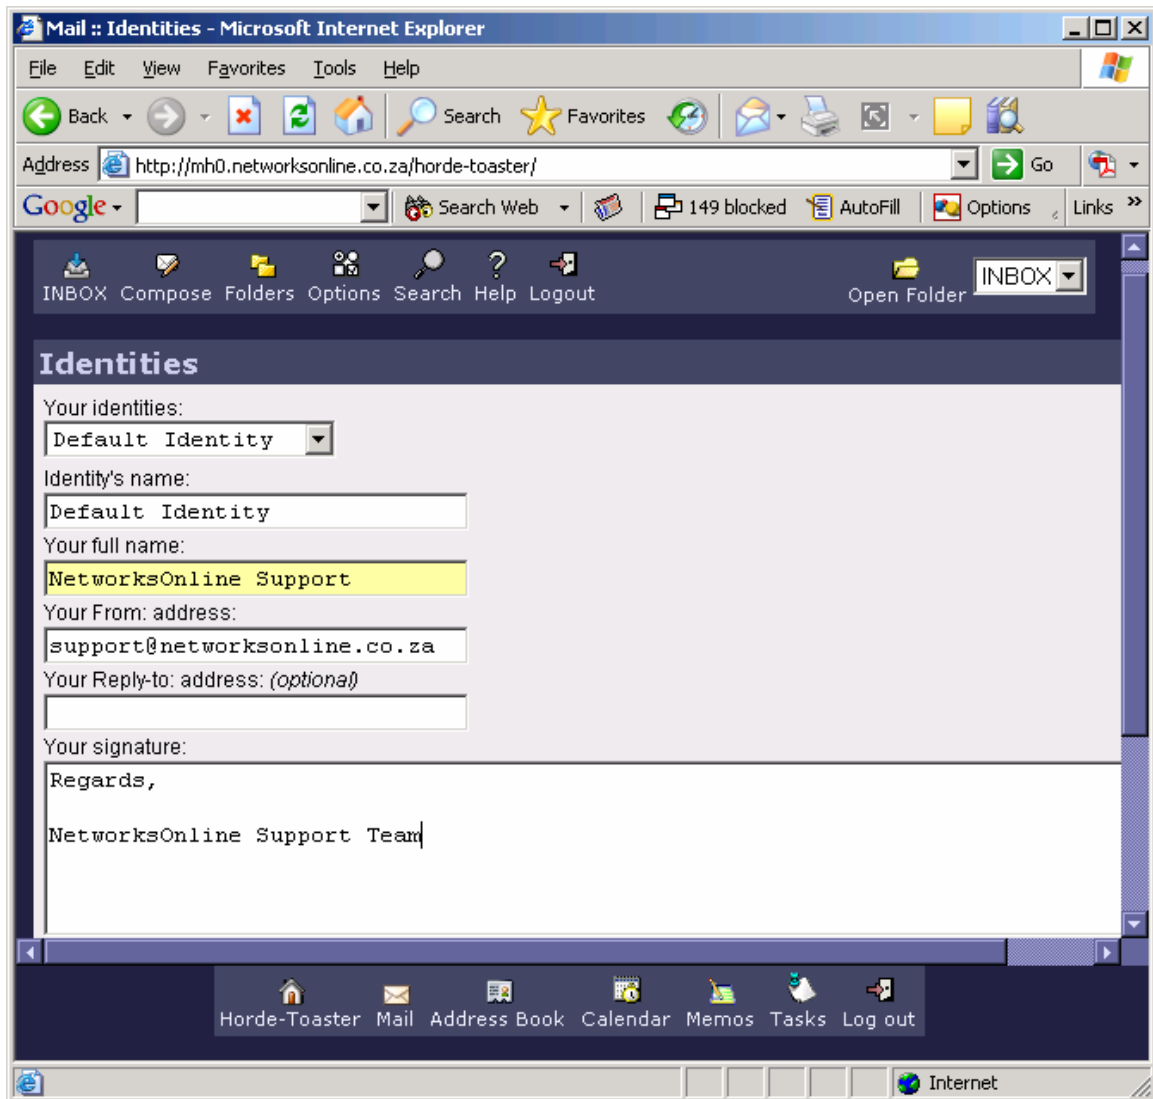 Mail :: Identities - Microsoft Internet Explorer
File Edit View Favorites Tools Help
Back Search Favorites
Address http://mh0.networksonline.co.za/horde-toaster/ Go
Google Search Web 149 blocked AutoFill Options Links »
INBOX Compose Folders Options Search Help Logout Open Folder INBOX
Identities
Your identities:
Default Identity
Identity's name:
Default Identity
Your full name:
NetworksOnline Support
Your From: address:
support@networksonline.co.za
Your Reply-to: address: (optional)
Your signature:
Regards,
NetworksOnline Support Team
Horde-Toaster Mail Address Book Calendar Memos Tasks Log out
Internet